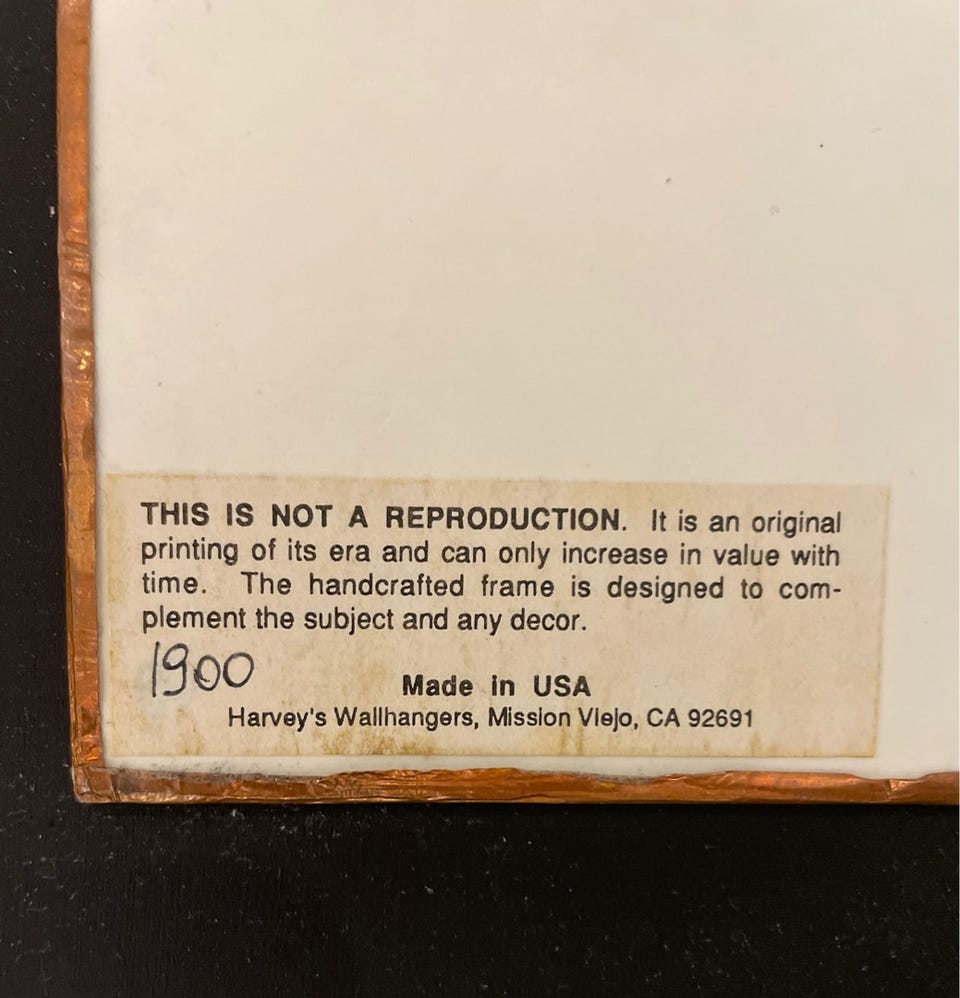 THIS IS NOT A REPRODUCTION. It is an original
printing of its era and can only increase in value with
time. The handcrafted frame is designed to com-
plement the subject and any decor.
1900
Made in USA
Harvey's Wallhangers, Mission Viejo, CA 92691